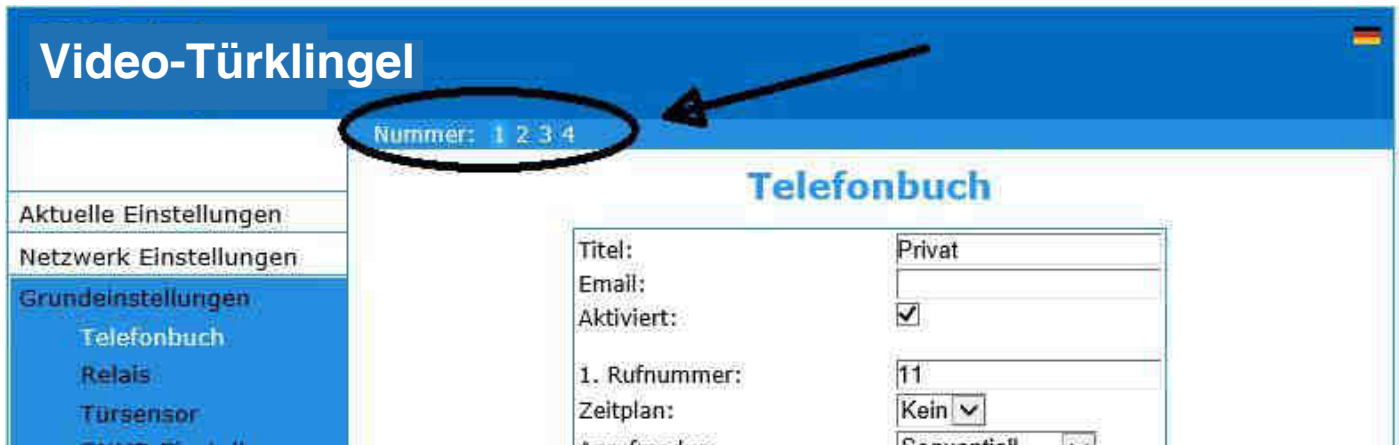 Video-Türklingel
Nummer: 1 2 3 4
Telefonbuch
Aktuelle Einstellungen
Netzwerk Einstellungen
Grundeinstellungen
Telefonbuch
Relais
Türsensor
Titel: Privat
Email:
Aktiviert:
1. Rufnummer: 11
Zeitplan: Kein
Sequentiell